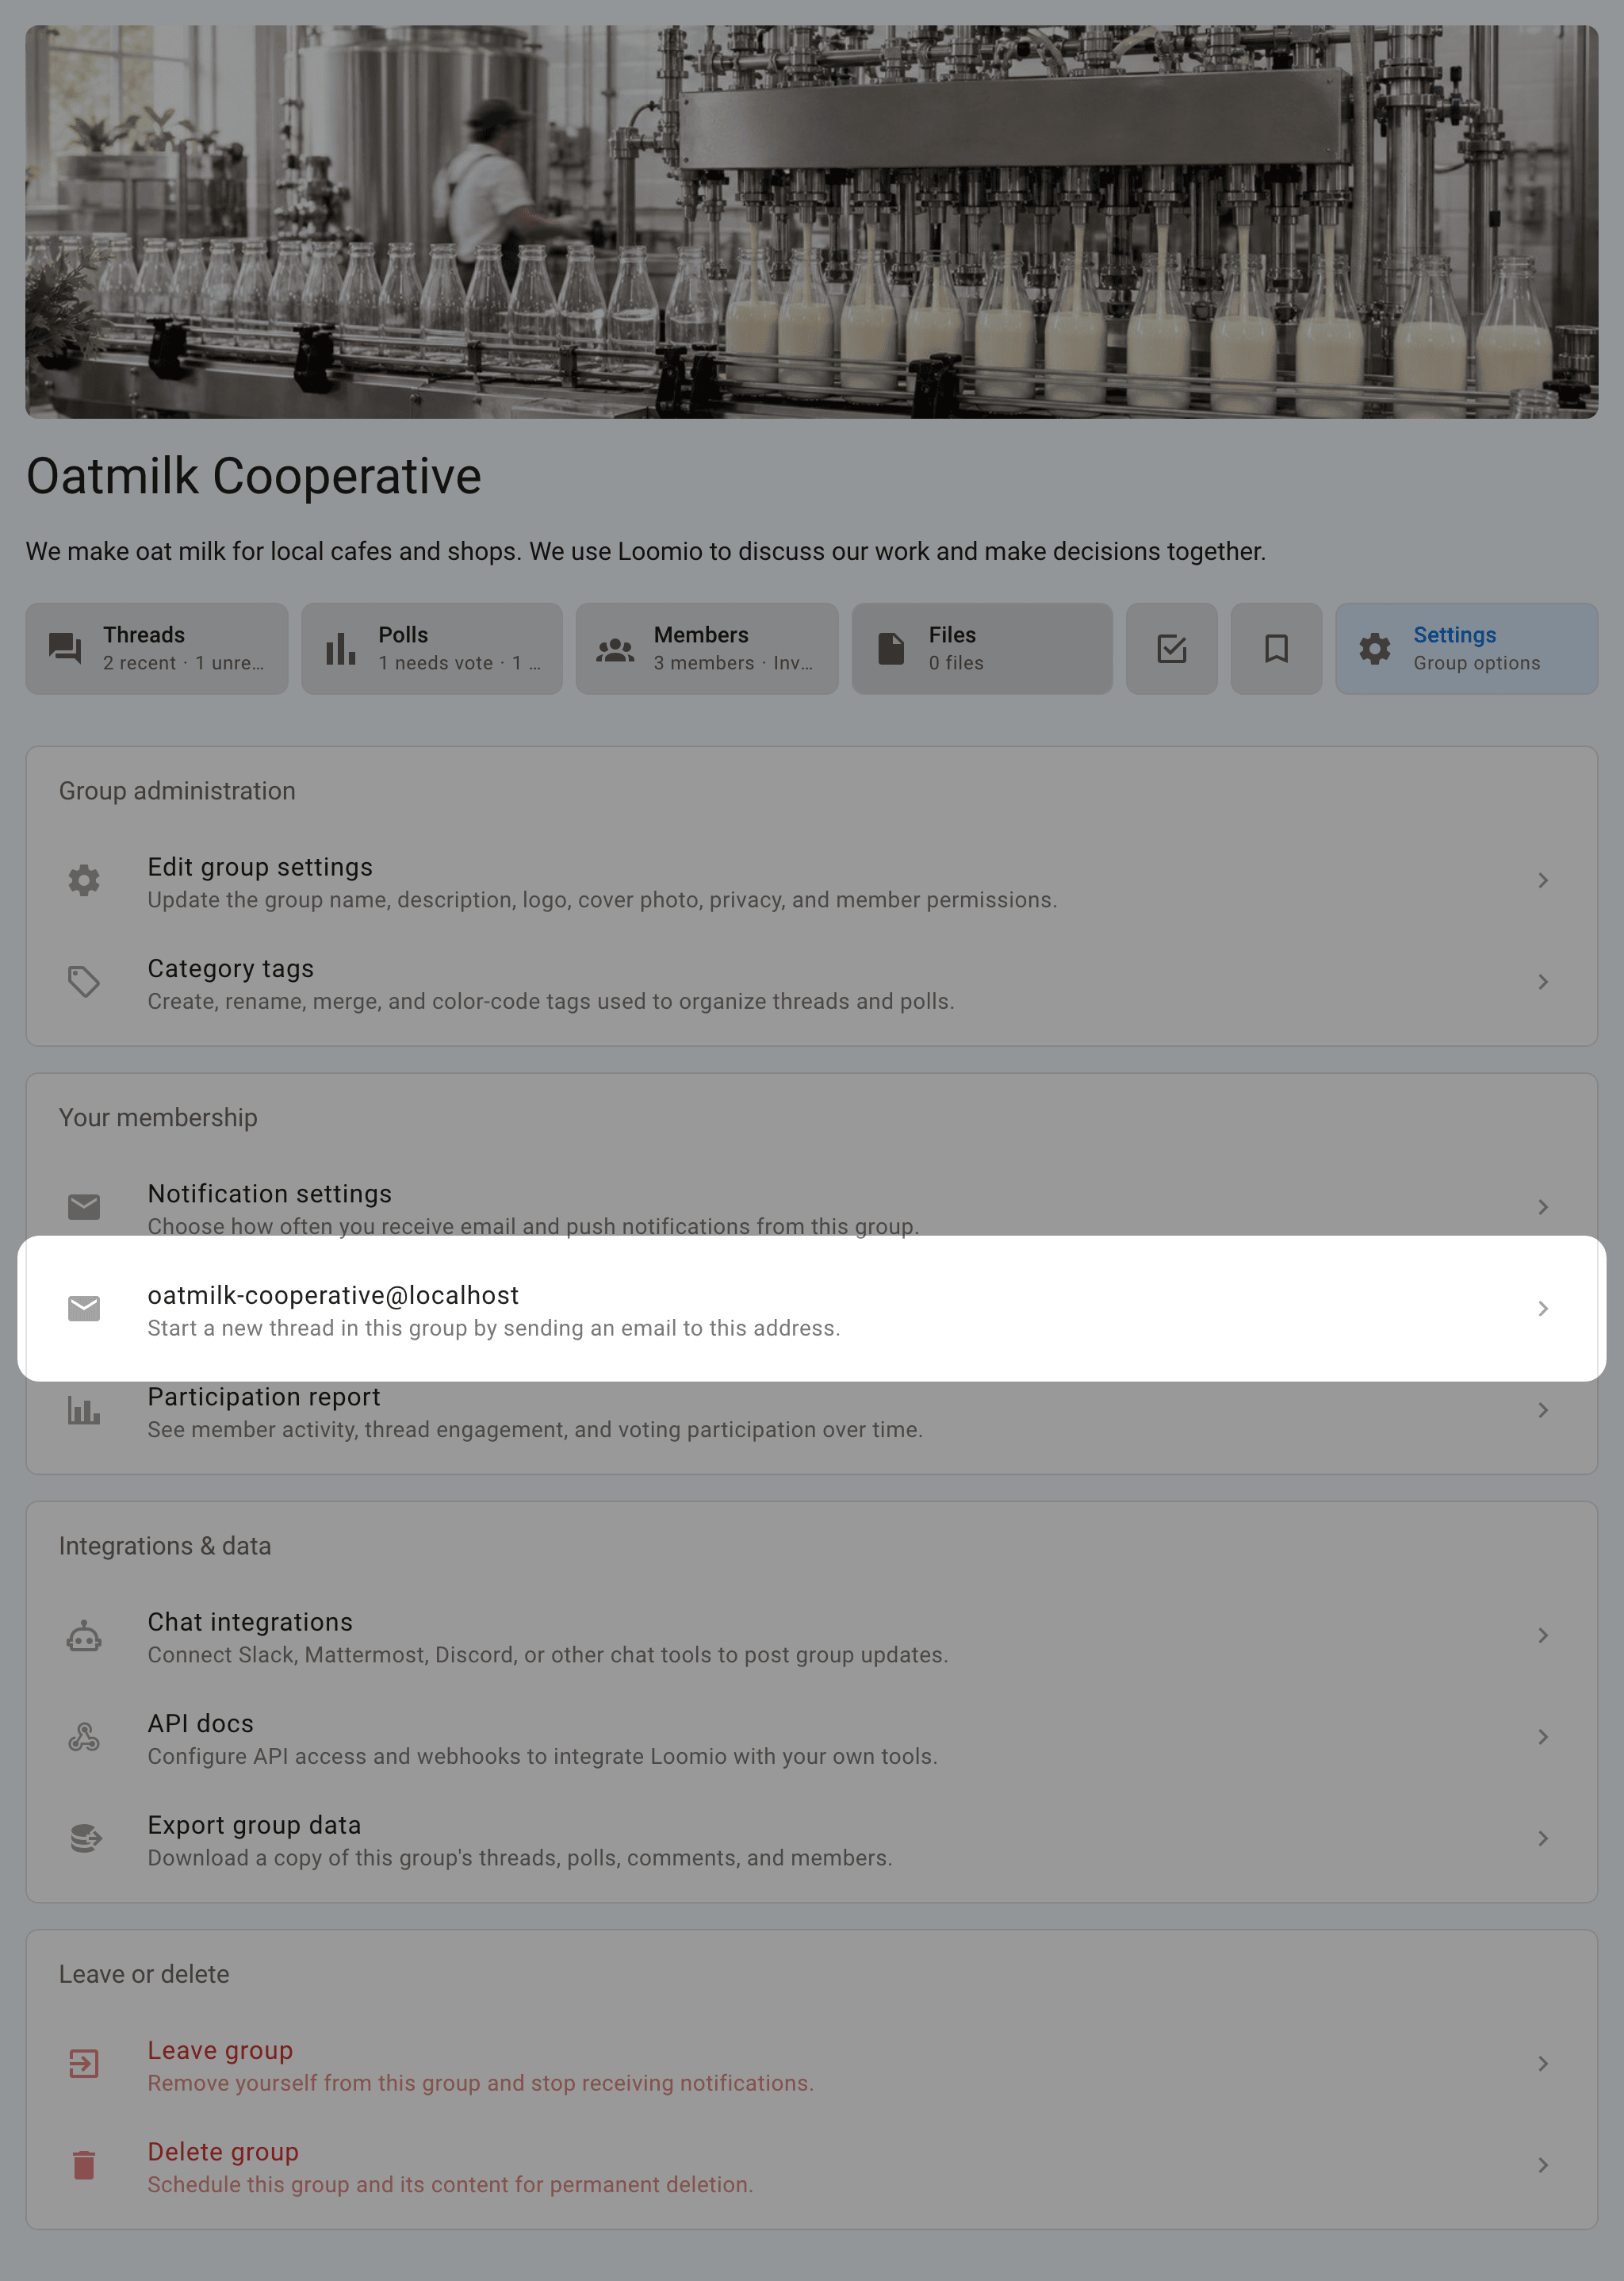 Oatmilk Cooperative
We make oat milk for local cafes and shops. We use Loomio to discuss our work and make decisions together.
Threads
2 recent · 1 unre…
Polls
1 needs vote · 1 …
Members
3 members · Inv…
Files
0 files
Settings
Group options
Group administration
Edit group settings
Update the group name, description, logo, cover photo, privacy, and member permissions.
Category tags
Create, rename, merge, and color-code tags used to organize threads and polls.
Your membership
Notification settings
Choose how often you receive email and push notifications from this group.
oatmilk-cooperative@localhost
Start a new thread in this group by sending an email to this address.
Participation report
See member activity, thread engagement, and voting participation over time.
Integrations & data
Chat integrations
Connect Slack, Mattermost, Discord, or other chat tools to post group updates.
API docs
Configure API access and webhooks to integrate Loomio with your own tools.
Export group data
Download a copy of this group's threads, polls, comments, and members.
Leave or delete
Leave group
Remove yourself from this group and stop receiving notifications.
Delete group
Schedule this group and its content for permanent deletion.